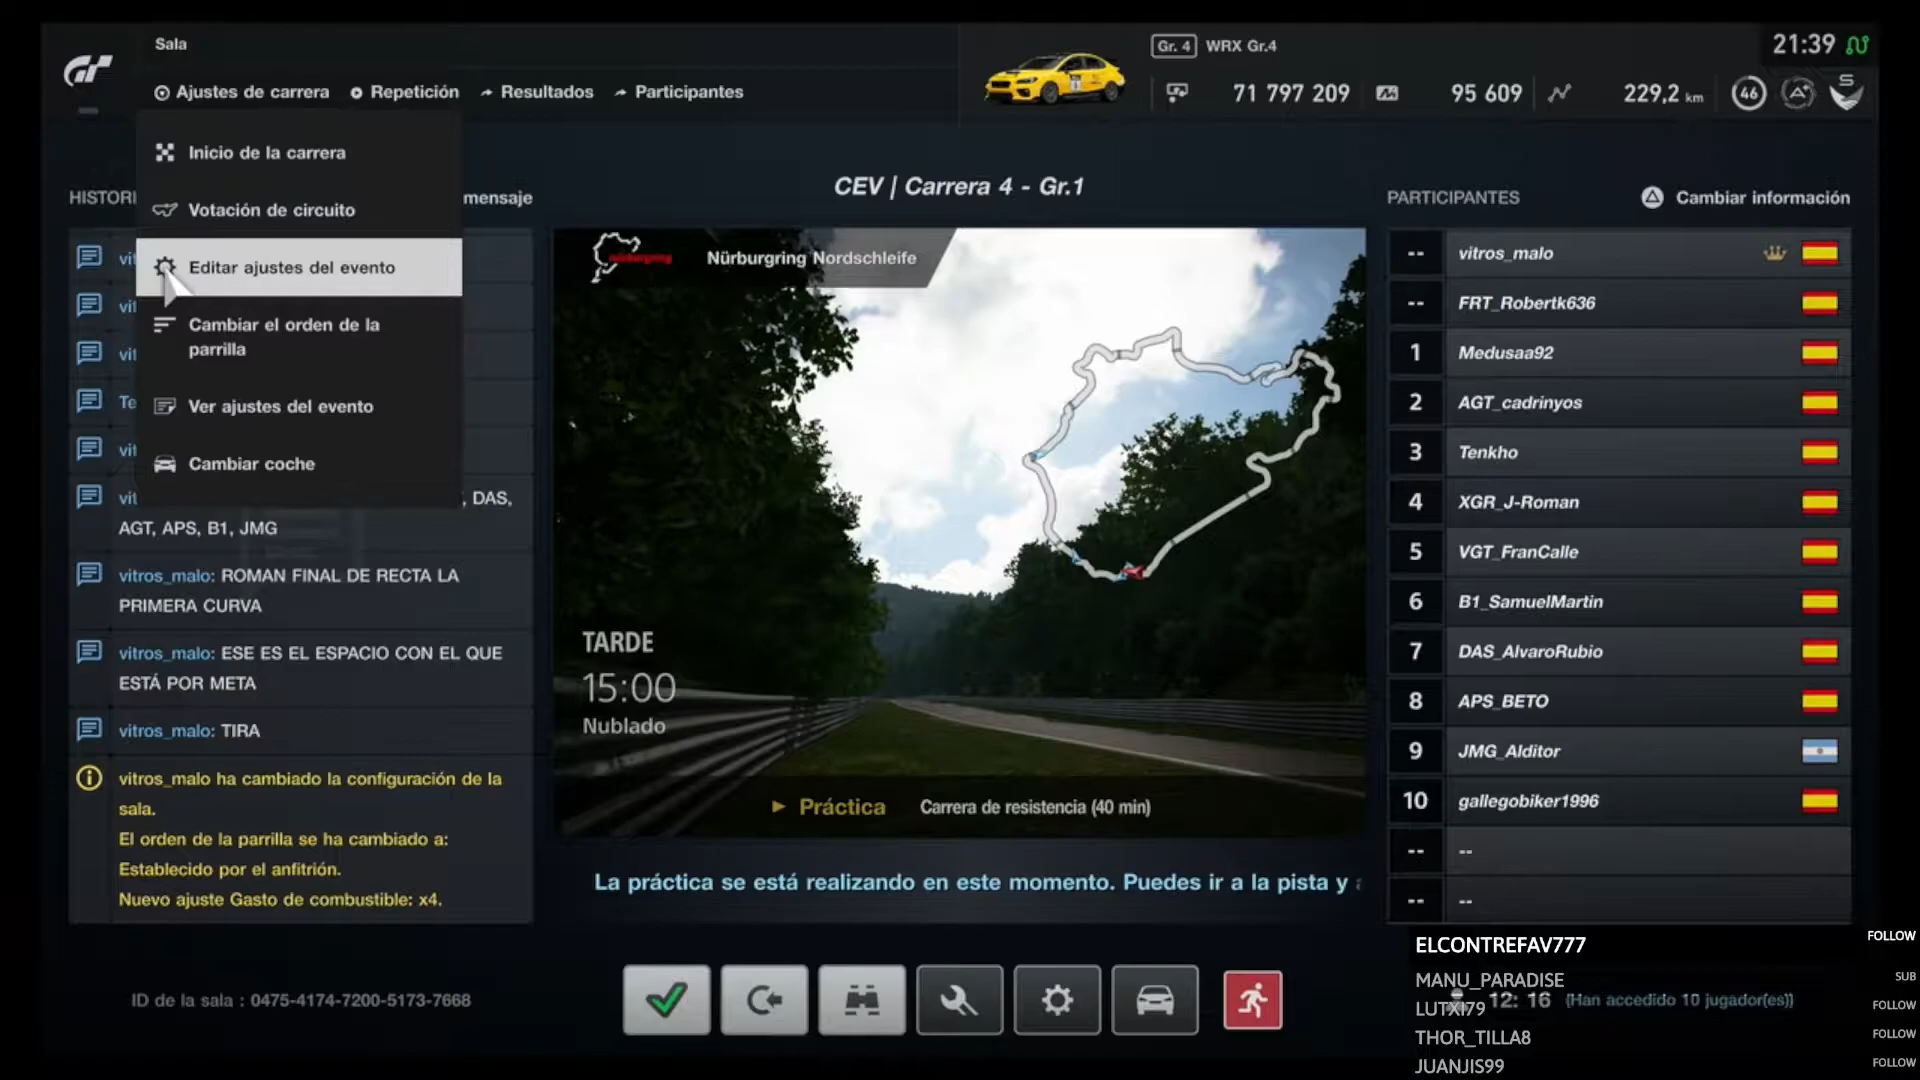 Sala
Ajustes de carrera
Repetición
Resultados
Participantes
Gr. 4
WRX Gr.4
71 797 209
95 609
229,2 km
21:39
46
A+
S
Inicio de la carrera
Votación de circuito
Editar ajustes del evento
Cambiar el orden de la
parrilla
Ver ajustes del evento
Cambiar coche
HISTORI
mensaje
vit
vit
vit
Te
vit
vit
, DAS,
AGT, APS, B1, JMG
vitros_malo: ROMAN FINAL DE RECTA LA
PRIMERA CURVA
vitros_malo: ESE ES EL ESPACIO CON EL QUE
ESTÁ POR META
vitros_malo: TIRA
vitros_malo ha cambiado la configuración de la
sala.
El orden de la parrilla se ha cambiado a:
Establecido por el anfitrión.
Nuevo ajuste Gasto de combustible: x4.
CEV | Carrera 4 - Gr.1
nürburgring
Nürburgring Nordschleife
TARDE
15:00
Nublado
Práctica
Carrera de resistencia (40 min)
La práctica se está realizando en este momento. Puedes ir a la pista y
PARTICIPANTES
Cambiar información
-- vitros_malo
-- FRT_Robertk636
1 Medusaa92
2 AGT_cadrinyos
3 Tenkho
4 XGR_J-Roman
5 VGT_FranCalle
6 B1_SamuelMartin
7 DAS_AlvaroRubio
8 APS_BETO
9 JMG_Alditor
10 gallegobiker1996
-- --
-- --
ID de la sala : 0475-4174-7200-5173-7668
12: 16 (Han accedido 10 jugador(es))
ELCONTREFAV777 FOLLOW
MANU_PARADISE SUB
LUTXI79 FOLLOW
THOR_TILLA8 FOLLOW
JUANJIS99 FOLLOW